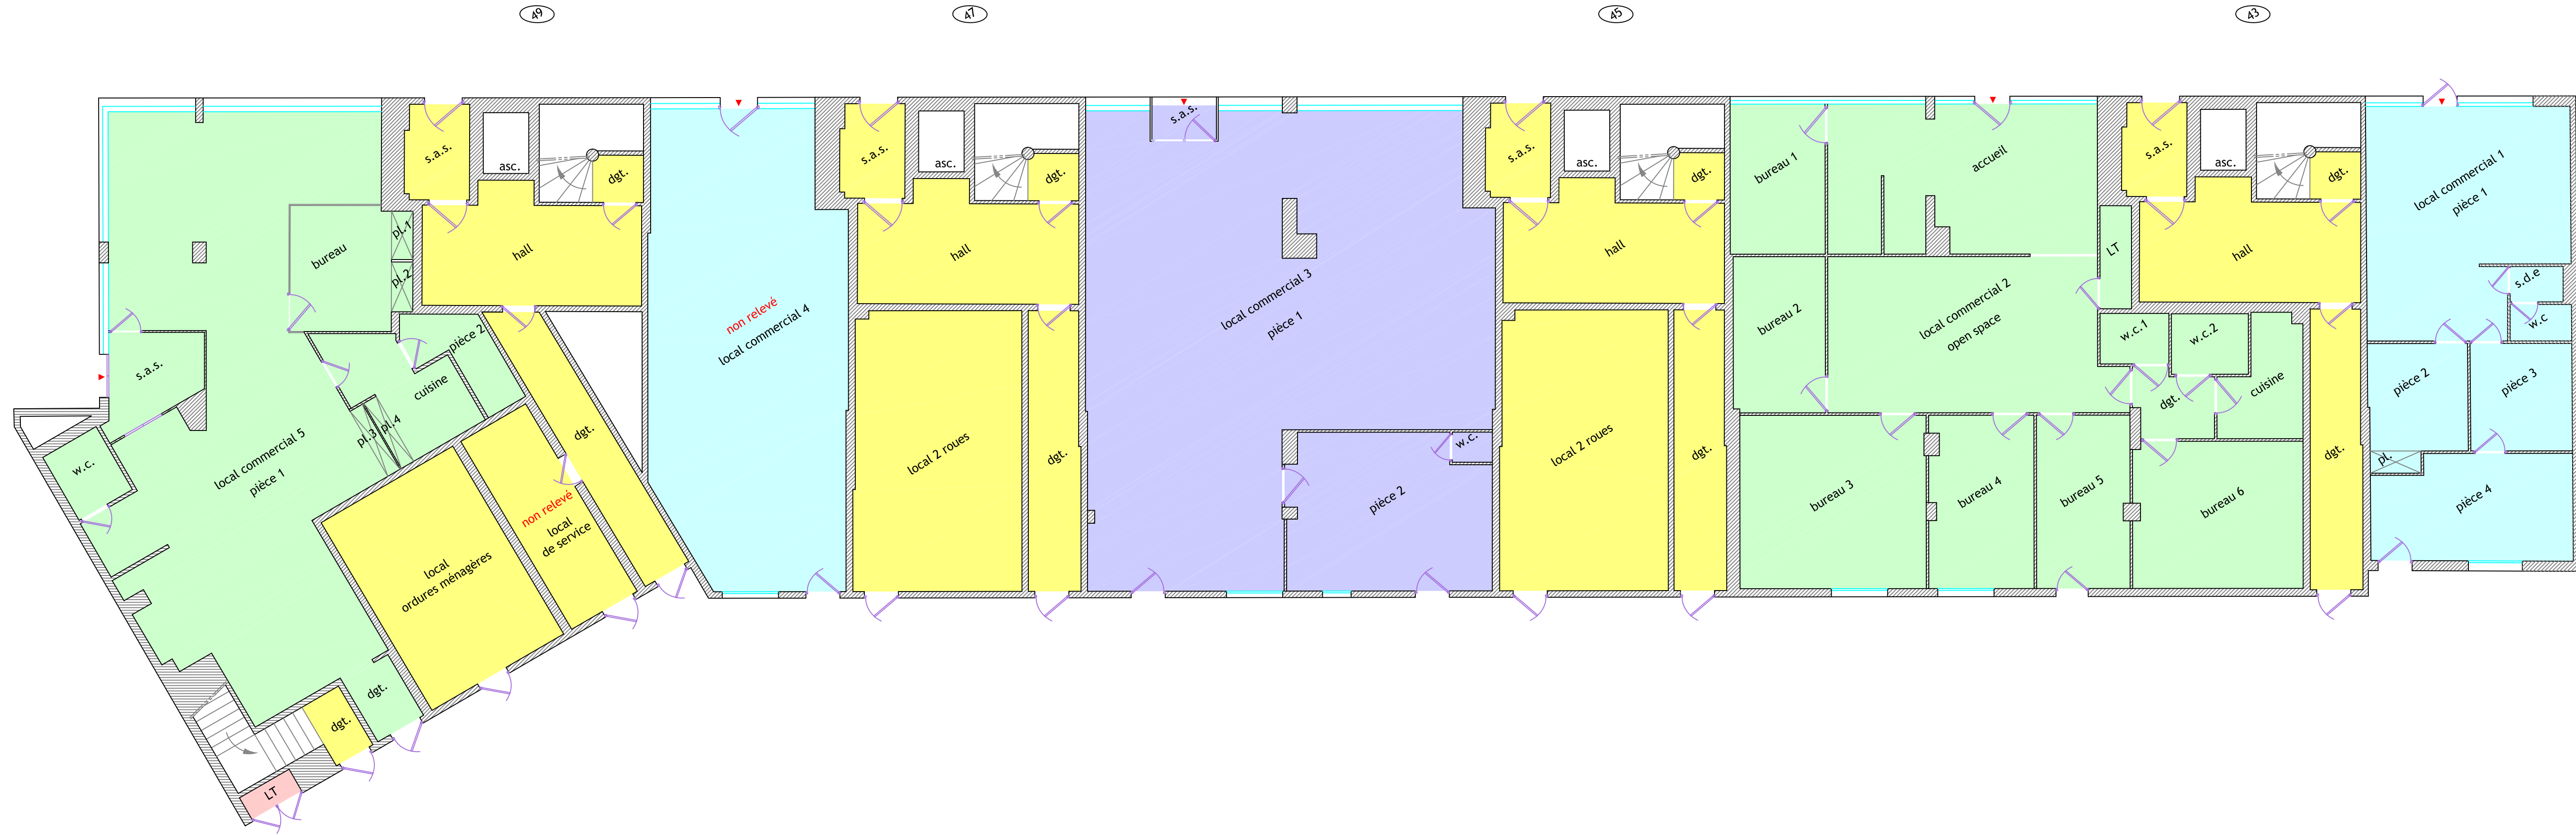 49
47
45
43
s.a.s.
asc.
dgt.
hall
bureau
pl.1
pl.2
s.a.s.
pièce 2
cuisine
pl.3
pl.4
w.c.
local commercial 5
pièce 1
dgt.
non relevé
local
de service
local
ordures ménagères
dgt.
dgt.
LT
non relevé
local commercial 4
s.a.s.
asc.
dgt.
hall
local 2 roues
dgt.
s.a.s.
local commercial 3
pièce 1
w.c.
pièce 2
s.a.s.
asc.
dgt.
hall
local 2 roues
dgt.
bureau 1
accueil
bureau 2
local commercial 2
open space
LT
w.c.1
w.c.2
dgt.
cuisine
bureau 3
bureau 4
bureau 5
bureau 6
s.a.s.
asc.
dgt.
hall
dgt.
local commercial 1
pièce 1
s.d.e
w.c
pièce 2
pièce 3
pl.
pièce 4